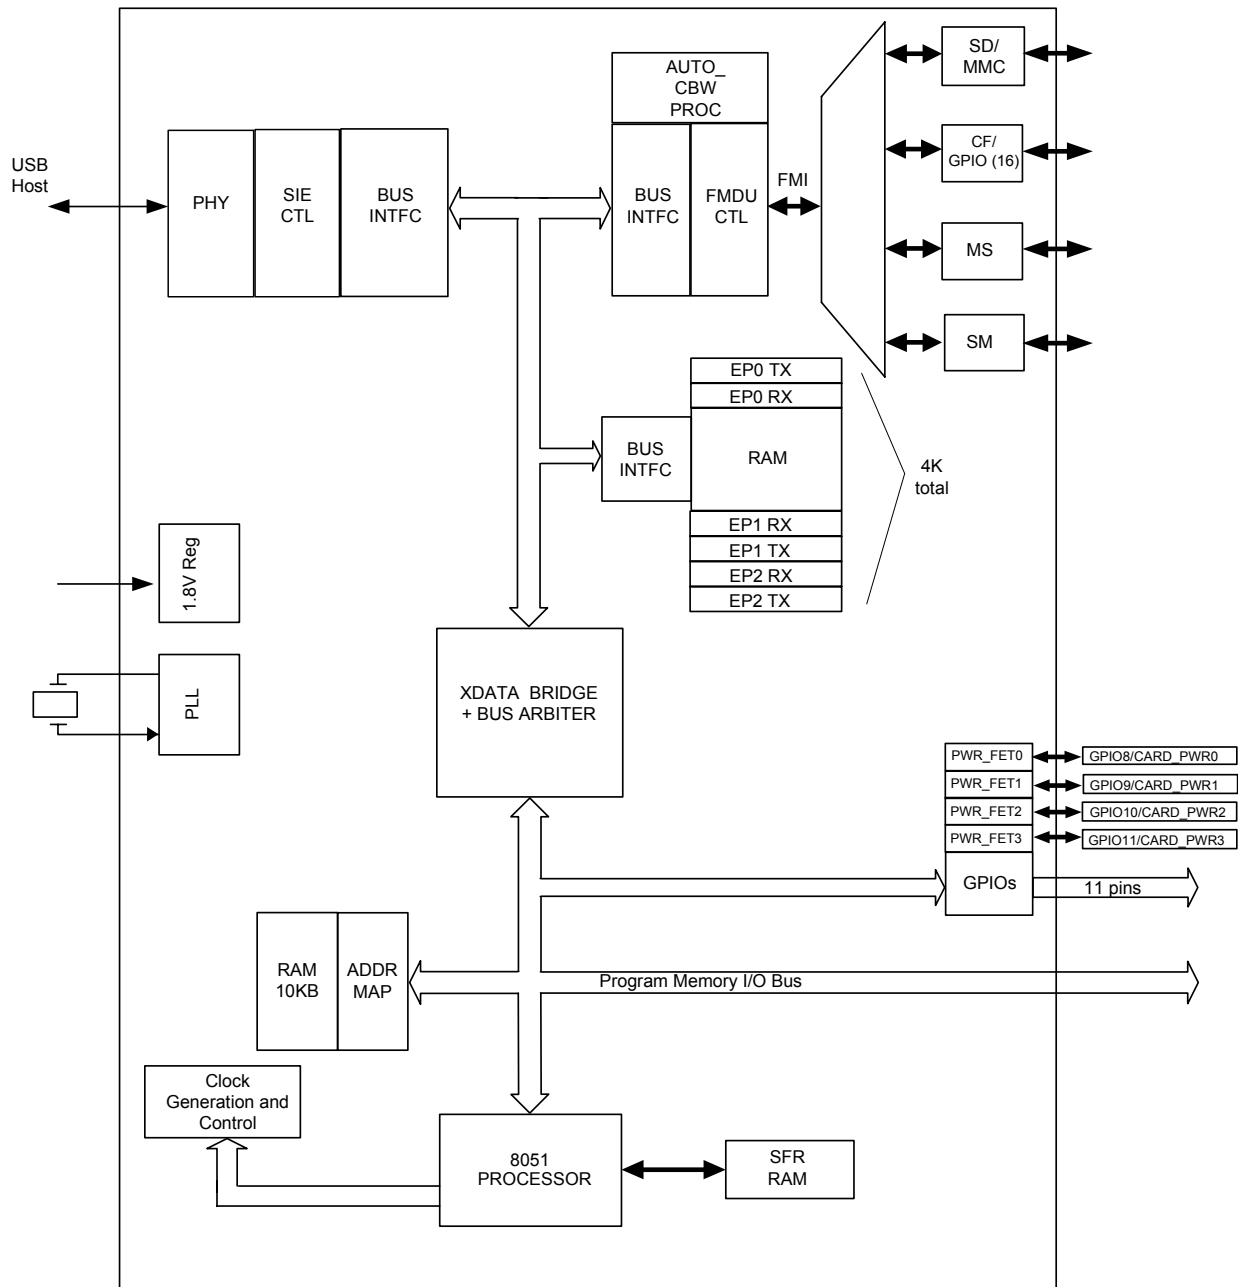 SD/
MMC
AUTO_
CBW
PROC
USB
Host
PHY
SIE
CTL
BUS
INTFC
BUS
INTFC
FMDU
CTL
FMI
CF/
GPIO (16)
MS
SM
EP0 TX
EP0 RX
BUS
INTFC
RAM
4K
total
EP1 RX
EP1 TX
EP2 RX
EP2 TX
1.8V Reg
PLL
XDATA BRIDGE
+ BUS ARBITER
PWR_FET0
GPIO8/CARD_PWR0
PWR_FET1
GPIO9/CARD_PWR1
PWR_FET2
GPIO10/CARD_PWR2
PWR_FET3
GPIO11/CARD_PWR3
GPIOs
11 pins
RAM
10KB
ADDR
MAP
Program Memory I/O Bus
Clock
Generation and
Control
8051
PROCESSOR
SFR
RAM